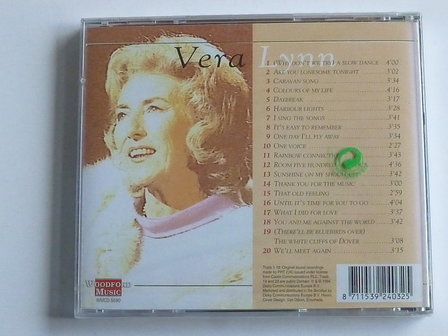 Vera Lynn
1 (Why don't we try) a slow dance 4'00
2 All you lonesome tonight 3'02
3 Caravan song 3'34
4 Colours of my life 4'16
5 Daybreak 3'17
6 Harbour lights 3'28
7 I sing the songs 3'41
8 It's easy to remember 3'35
9 One day I'll fly away 3'34
10 One voice 2'27
11 Rainbow connection 3'43
12 Room five hundred 4'36
13 Sunshine on my shoulders 3'42
14 Thank you for the music 3'00
15 That old feeling 2'59
16 Until it's time for you to go 4'04
17 What I did for love 3'37
18 You and me against the world 3'42
19 (There'll be bluebirds over)
The white cliffs of Dover 3'08
20 We'll meet again 3'15
Woodford
Music
8 711539 240325